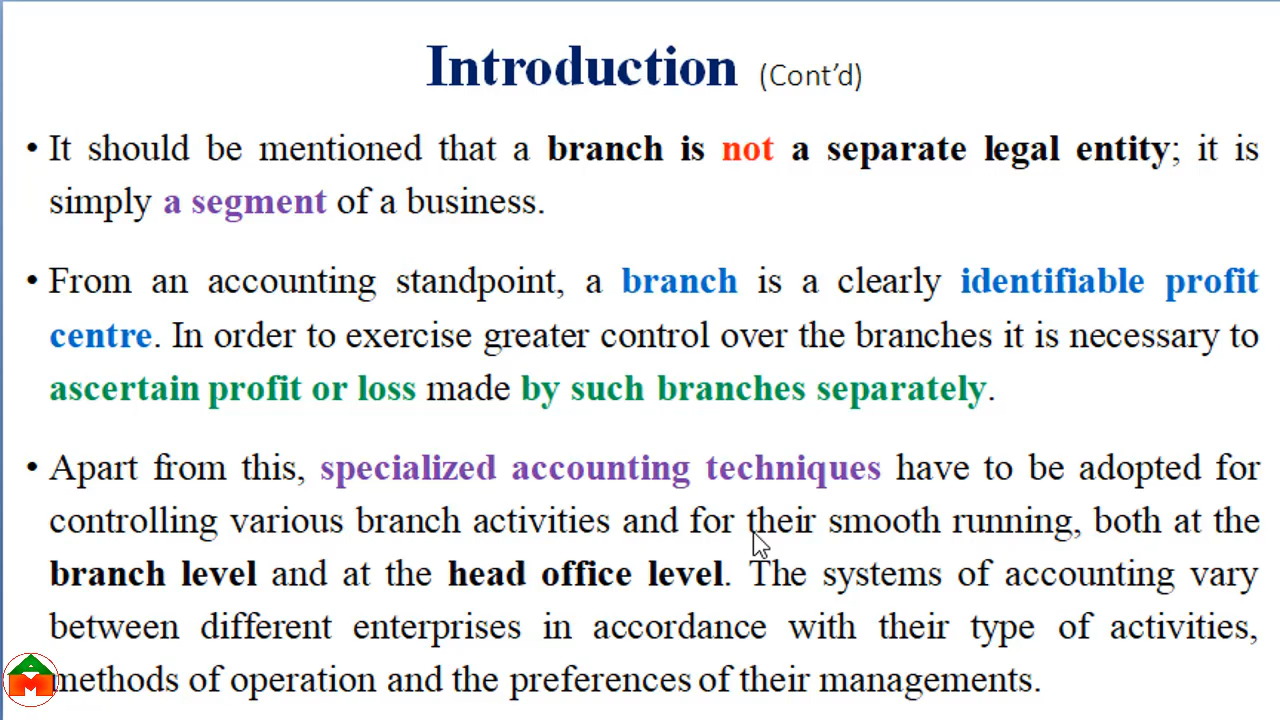 Introduction (Cont’d)
• It should be mentioned that a branch is not a separate legal entity; it is
simply a segment of a business.
• From an accounting standpoint, a branch is a clearly identifiable profit
centre. In order to exercise greater control over the branches it is necessary to
ascertain profit or loss made by such branches separately.
• Apart from this, specialized accounting techniques have to be adopted for
controlling various branch activities and for their smooth running, both at the
branch level and at the head office level. The systems of accounting vary
between different enterprises in accordance with their type of activities,
methods of operation and the preferences of their managements.